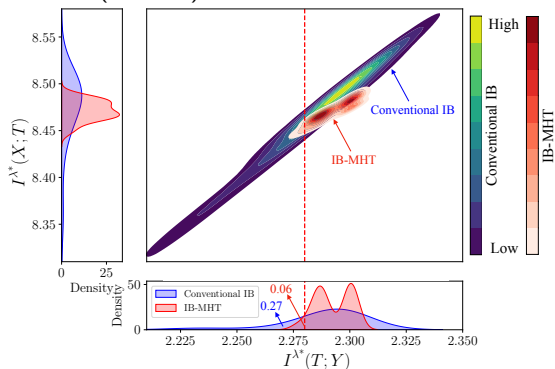 8.55
8.50
8.45
8.40
8.35
I^{λ*}(X;T)
0
25
Density
Conventional IB
IB-MHT
High
Low
Conventional IB
IB-MHT
50
0
Density
Conventional IB
IB-MHT
0.06
0.27
2.225
2.250
2.275
2.300
2.325
2.350
I^{λ*}(T;Y)